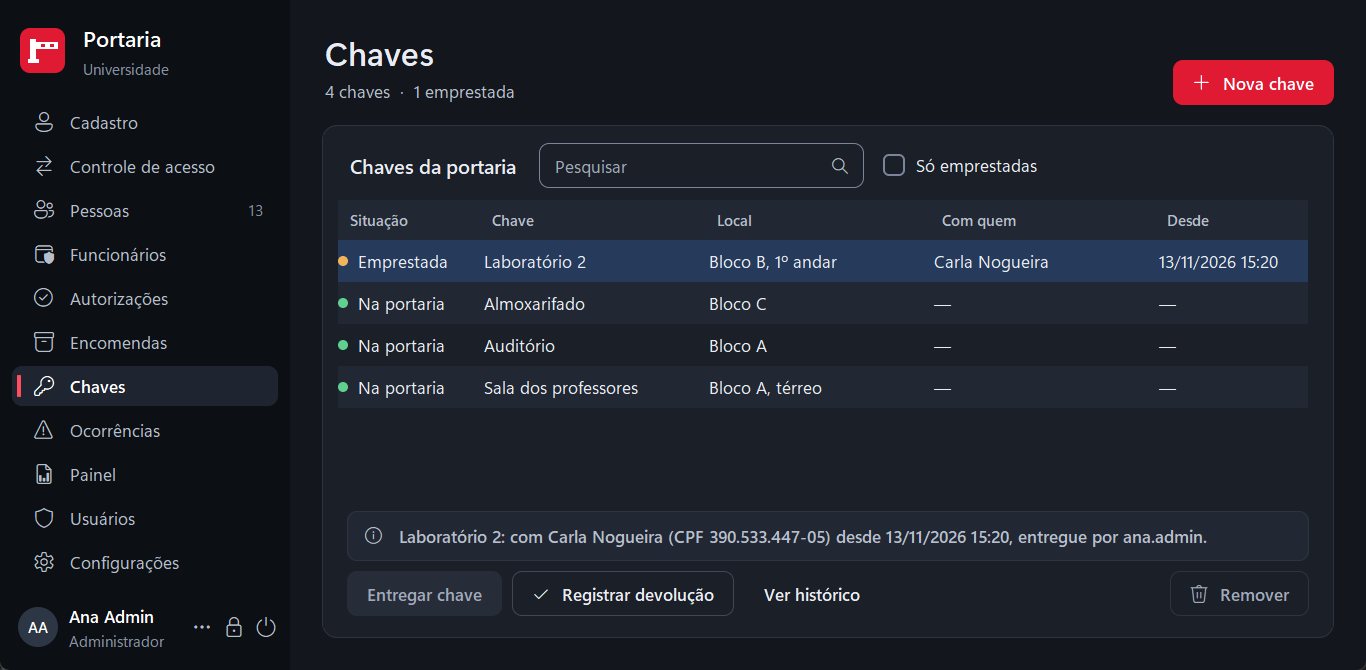 Portaria
Universidade
Cadastro
Controle de acesso
Pessoas 13
Funcionários
Autorizações
Encomendas
Chaves
Ocorrências
Painel
Usuários
Configurações
AA
Ana Admin
Administrador
Chaves
4 chaves · 1 emprestada
Nova chave
Chaves da portaria
Pesquisar
Só emprestadas
Situação Chave Local Com quem Desde
Emprestada Laboratório 2 Bloco B, 1º andar Carla Nogueira 13/11/2026 15:20
Na portaria Almoxarifado Bloco C — —
Na portaria Auditório Bloco A — —
Na portaria Sala dos professores Bloco A, térreo — —
Laboratório 2: com Carla Nogueira (CPF 390.533.447-05) desde 13/11/2026 15:20, entregue por ana.admin.
Entregar chave
Registrar devolução
Ver histórico
Remover